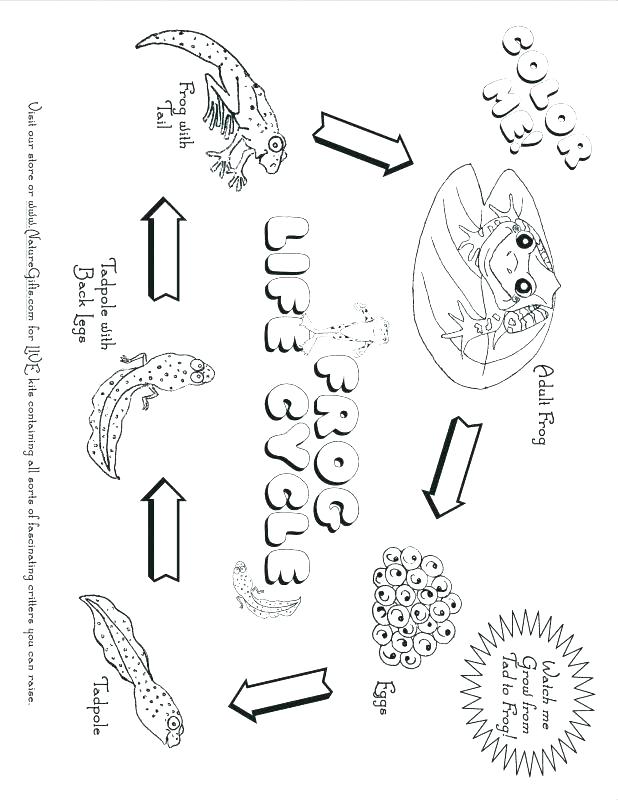 COLOR
ME!
Adult Frog
Watch me
Grow from
Tad to Frog!
FROG
LIFE CYCLE
Eggs
Frog with
Tail
Tadpole with
Back Legs
Tadpole
Visit our store or www.NatureGifts.com for LIVE kits containing all sorts of fascinating critters you can raise.